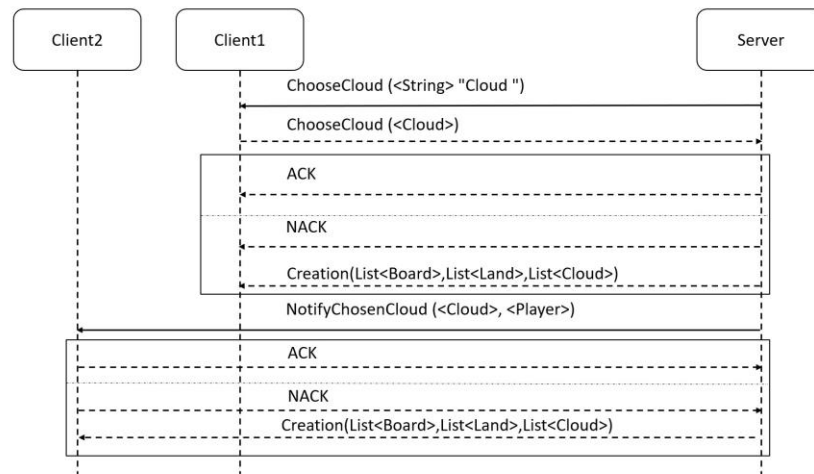 Client2
Client1
Server
ChooseCloud (<String> "Cloud ")
ChooseCloud (<Cloud>)
ACK
NACK
Creation(List<Board>,List<Land>,List<Cloud>)
NotifyChosenCloud (<Cloud>, <Player>)
ACK
NACK
Creation(List<Board>,List<Land>,List<Cloud>)